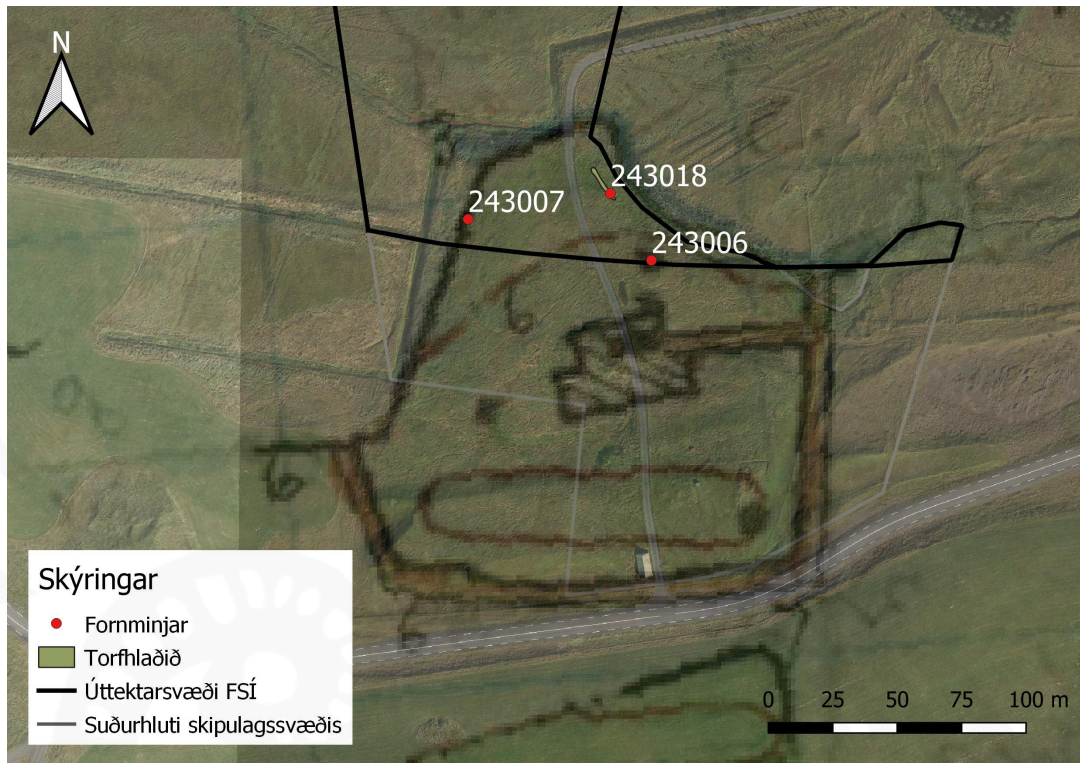 N
243018
243007
243006
Skýringar
Fornminjar
Torfhlaðið
Úttektarsvæði FSÍ
Suðurhluti skipulagssvæðis
0 25 50 75 100 m